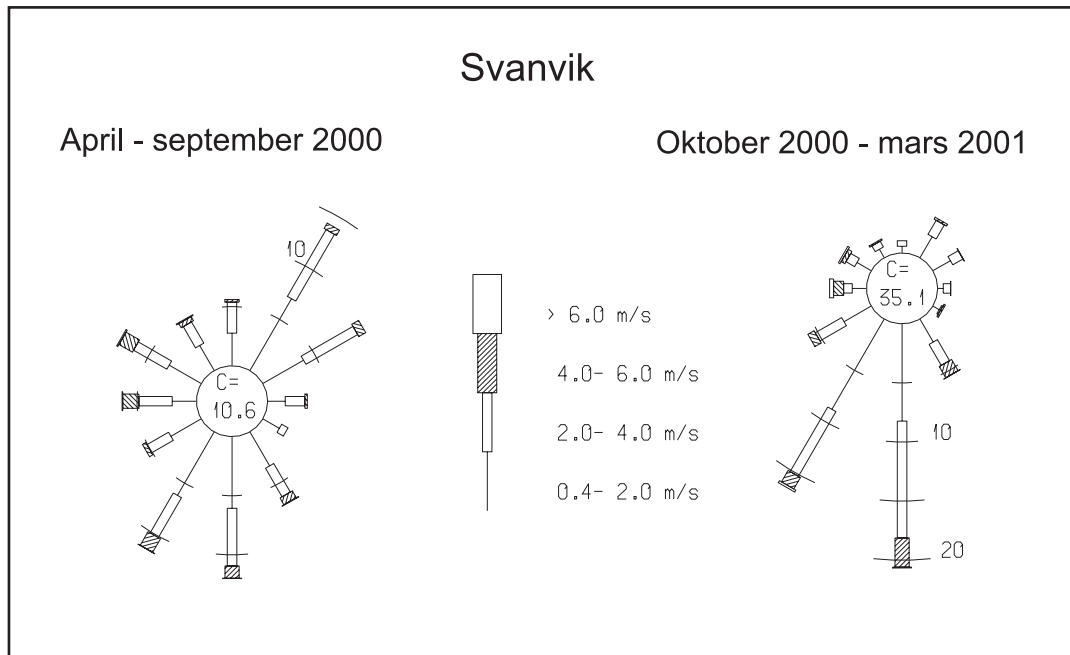 Svanvik
April - september 2000
Oktober 2000 - mars 2001
10
C=
10.6
> 6.0 m/s
4.0- 6.0 m/s
2.0- 4.0 m/s
0.4- 2.0 m/s
C=
35.1
10
20